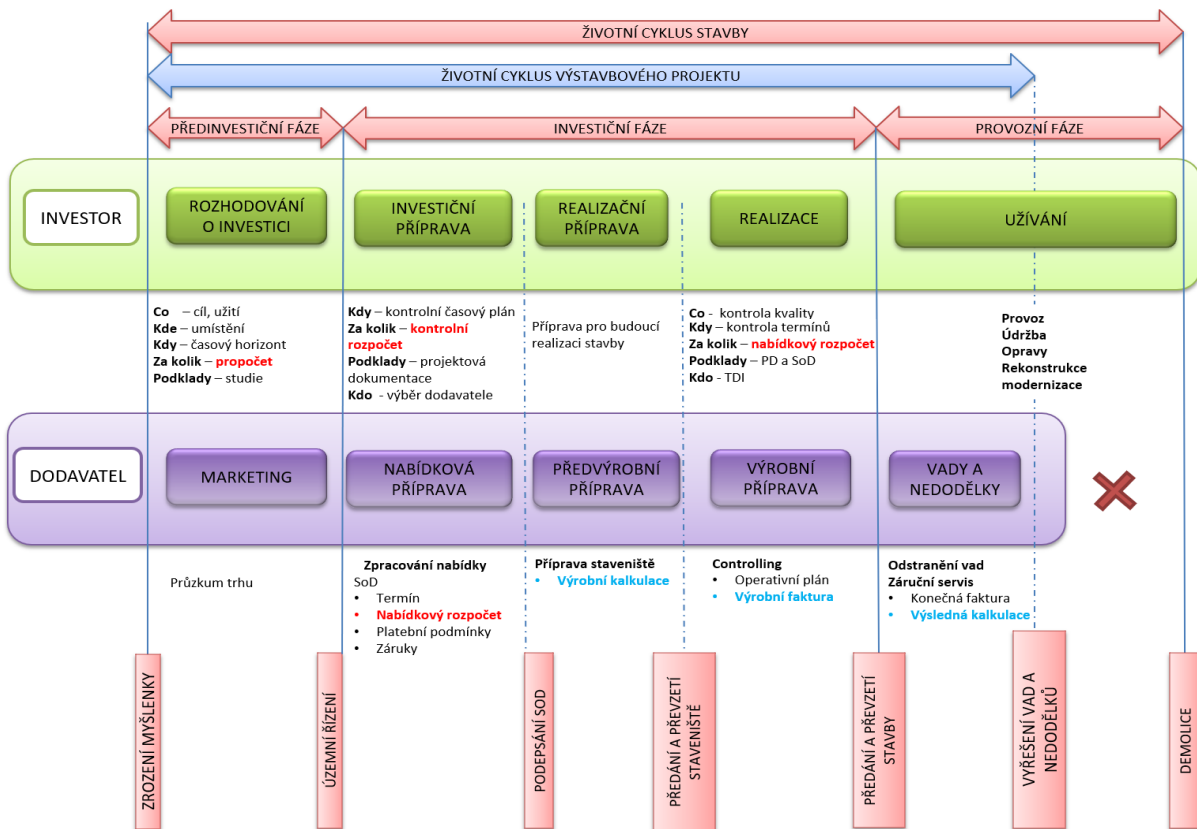 ŽIVOTNÍ CYKLUS STAVBY
ŽIVOTNÍ CYKLUS VÝSTAVBOVÉHO PROJEKTU
PŘEDINVESTIČNÍ FÁZE
INVESTIČNÍ FÁZE
PROVOZNÍ FÁZE
INVESTOR
ROZHODOVÁNÍ
O INVESTICI
INVESTIČNÍ
PŘÍPRAVA
REALIZAČNÍ
PŘÍPRAVA
REALIZACE
UŽÍVÁNÍ
Co – cíl, užití
Kde – umístění
Kdy – časový horizont
Za kolik – propočet
Podklady – studie
Kdy – kontrolní časový plán
Za kolik – kontrolní
rozpočet
Podklady – projektová
dokumentace
Kdo - výběr dodavatele
Příprava pro budoucí
realizaci stavby
Co - kontrola kvality
Kdy – kontrola termínů
Za kolik – nabídkový rozpočet
Podklady – PD a SoD
Kdo - TDI
Provoz
Údržba
Opravy
Rekonstrukce
modernizace
DODAVATEL
MARKETING
NABÍDKOVÁ
PŘÍPRAVA
PŘEDVÝROBNÍ
PŘÍPRAVA
VÝROBNÍ
PŘÍPRAVA
VADY A
NEDODĚLKY
Průzkum trhu
Zpracování nabídky
SoD
• Termín
• Nabídkový rozpočet
• Platební podmínky
• Záruky
Příprava staveniště
• Výrobní kalkulace
Controlling
• Operativní plán
• Výrobní faktura
Odstranění vad
Záruční servis
• Konečná faktura
• Výsledná kalkulace
ZROZENÍ MYŠLENKY
ÚZEMNÍ ŘÍZENÍ
PODEPSÁNÍ SOD
PŘEDÁNÍ A PŘEVZETÍ
STAVENIŠTĚ
PŘEDÁNÍ A PŘEVZETÍ
STAVBY
VYŘEŠENÍ VAD A
NEDODĚLKŮ
DEMOLICE